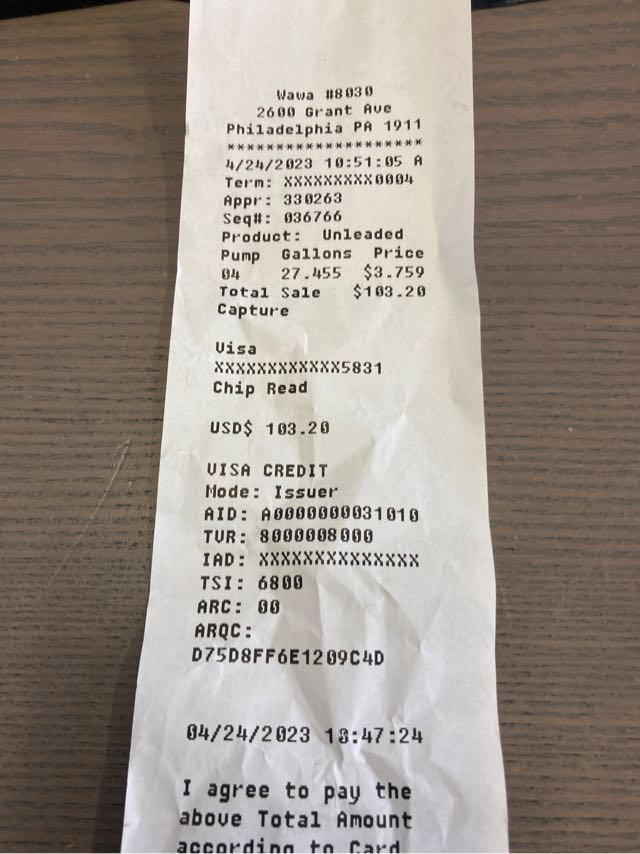 Wawa #8030
2600 Grant Ave
Philadelphia PA 1911
********************
4/24/2023 10:51:05 A
Term: XXXXXXXXX0004
Appr: 330263
Seq#: 036766
Product: Unleaded
Pump Gallons Price
04 27.455 $3.759
Total Sale $103.20
Capture
Visa
XXXXXXXXXXXX5831
Chip Read
USD$ 103.20
VISA CREDIT
Mode: Issuer
AID: A0000000031010
TVR: 8000008000
IAD: XXXXXXXXXXXXXX
TSI: 6800
ARC: 00
ARQC:
D75D8FF6E1209C4D
04/24/2023 10:47:24
I agree to pay the
above Total Amount
according to Card